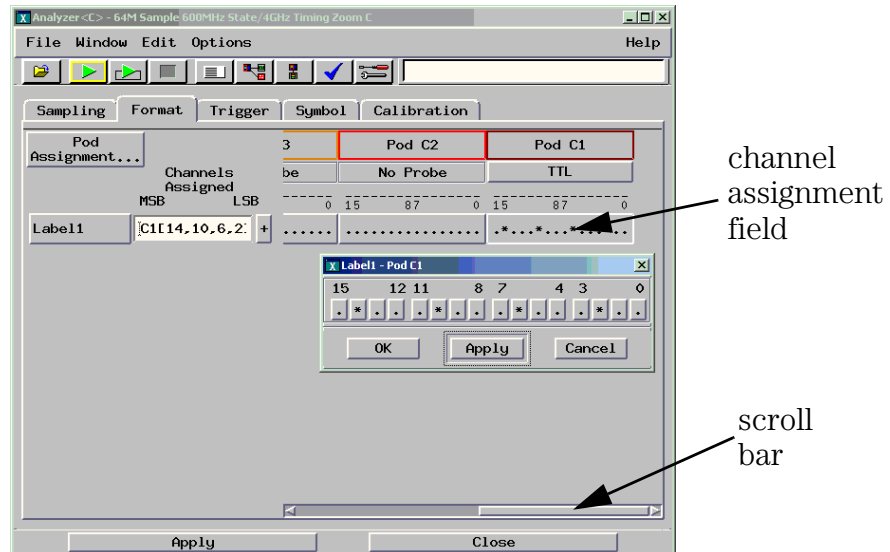 Analyzer<C> - 64M Sample 600MHz State/4GHz Timing Zoom C
File Window Edit Options Help
Sampling Format Trigger Symbol Calibration
Pod Assignment...
3 Pod C2 Pod C1
be No Probe TTL
Channels Assigned
MSB LSB
0 15 87 0 15 87 0
Label1 C1[14,10,6,2] + ...... ................ .*...*...*...*..
Label1 - Pod C1
15 12 11 8 7 4 3 0
. * . . . * . . . * . . . * . .
OK Apply Cancel
Apply Close
channel
assignment
field
scroll
bar